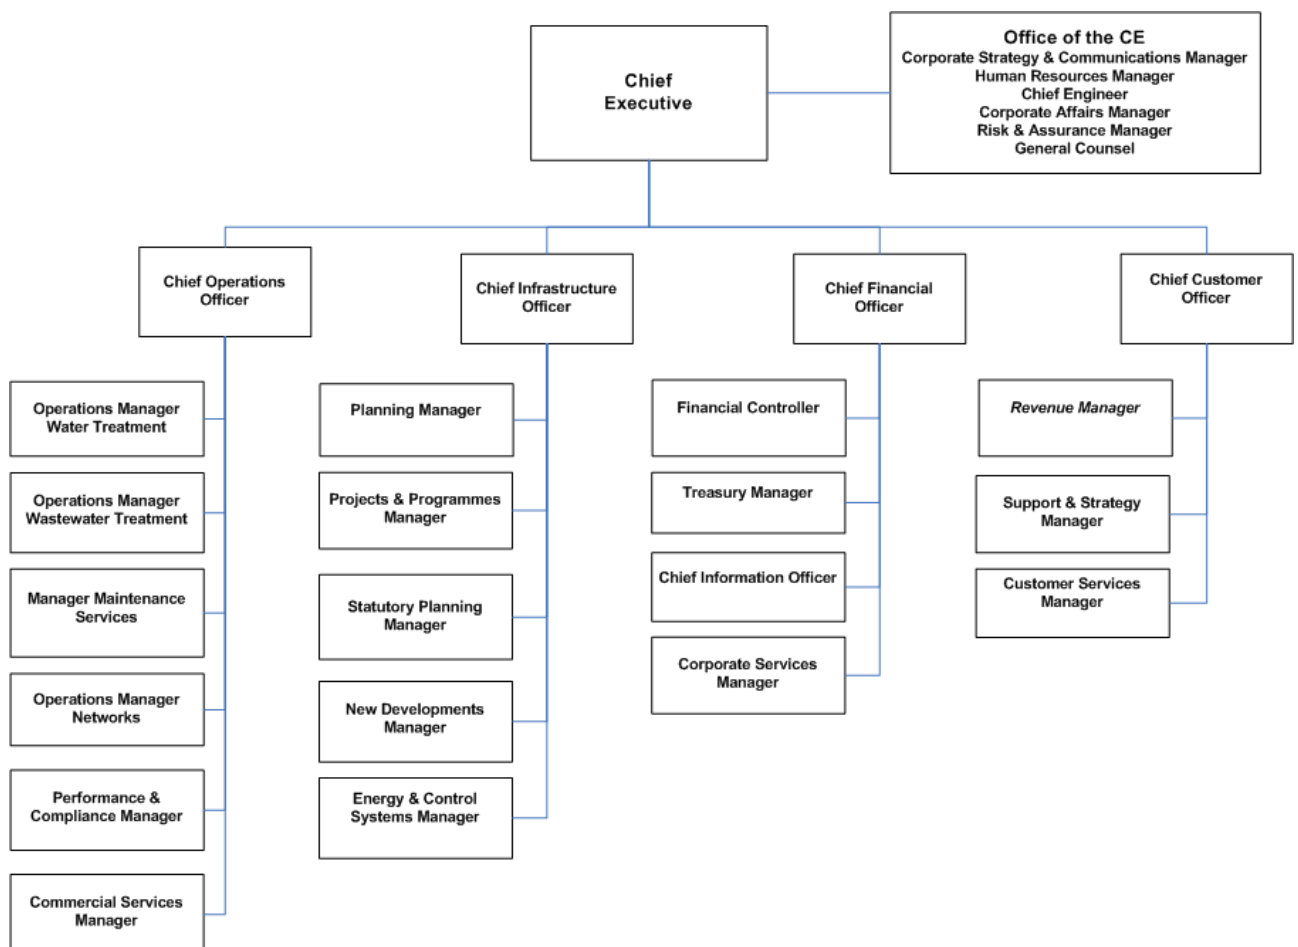 Chief
Executive
Office of the CE
Corporate Strategy & Communications Manager
Human Resources Manager
Chief Engineer
Corporate Affairs Manager
Risk & Assurance Manager
General Counsel
Chief Operations
Officer
Operations Manager
Water Treatment
Operations Manager
Wastewater Treatment
Manager Maintenance
Services
Operations Manager
Networks
Performance &
Compliance Manager
Commercial Services
Manager
Chief Infrastructure
Officer
Planning Manager
Projects & Programmes
Manager
Statutory Planning
Manager
New Developments
Manager
Energy & Control
Systems Manager
Chief Financial
Officer
Financial Controller
Treasury Manager
Chief Information Officer
Corporate Services
Manager
Chief Customer
Officer
Revenue Manager
Support & Strategy
Manager
Customer Services
Manager